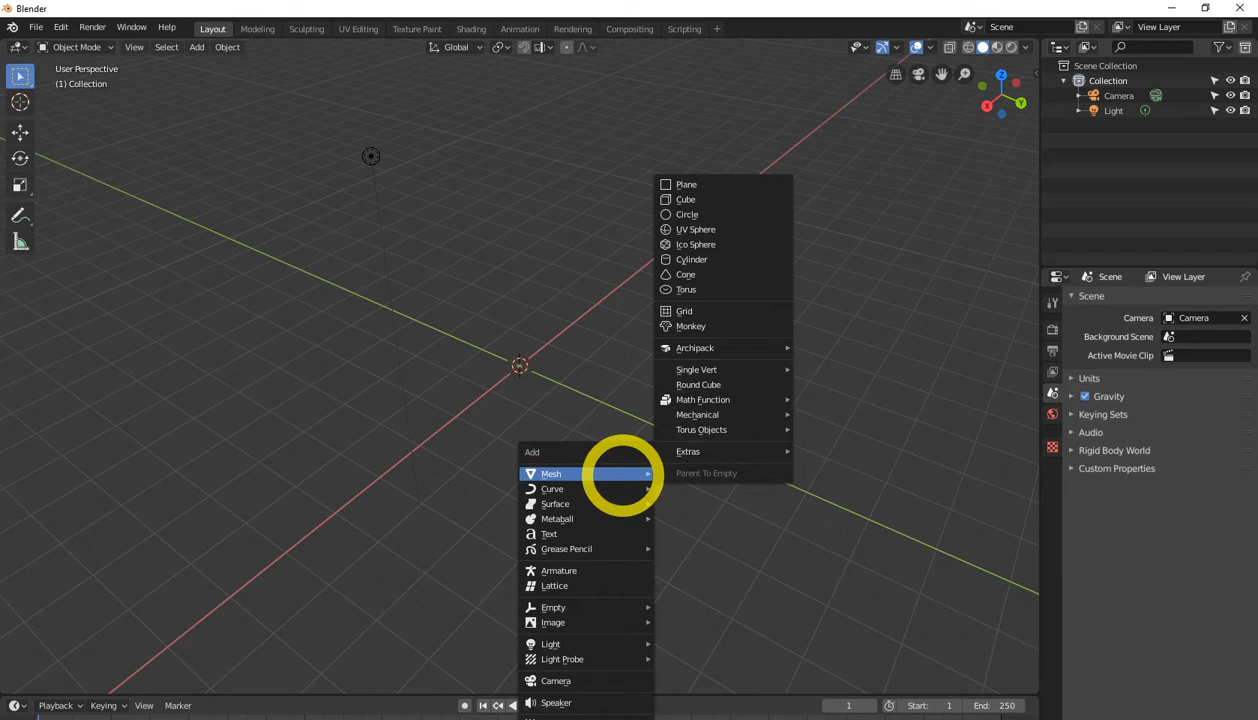 Blender
File Edit Render Window Help
Layout Modeling Sculpting UV Editing Texture Paint Shading Animation Rendering Compositing Scripting +
Scene
View Layer
Object Mode View Select Add Object
Global
User Perspective
(1) Collection
X
Y
Z
Scene Collection
Collection
Camera
Light
Plane
Cube
Circle
UV Sphere
Ico Sphere
Cylinder
Cone
Torus
Grid
Monkey
Archipack
Single Vert
Round Cube
Math Function
Mechanical
Torus Objects
Extras
Parent To Empty
Add
Mesh
Curve
Surface
Metaball
Text
Grease Pencil
Armature
Lattice
Empty
Image
Light
Light Probe
Camera
Speaker
Scene View Layer
Scene
Camera Camera
Background Scene
Active Movie Clip
Units
Gravity
Keying Sets
Audio
Rigid Body World
Custom Properties
Playback Keying View Marker
1 Start: 1 End: 250